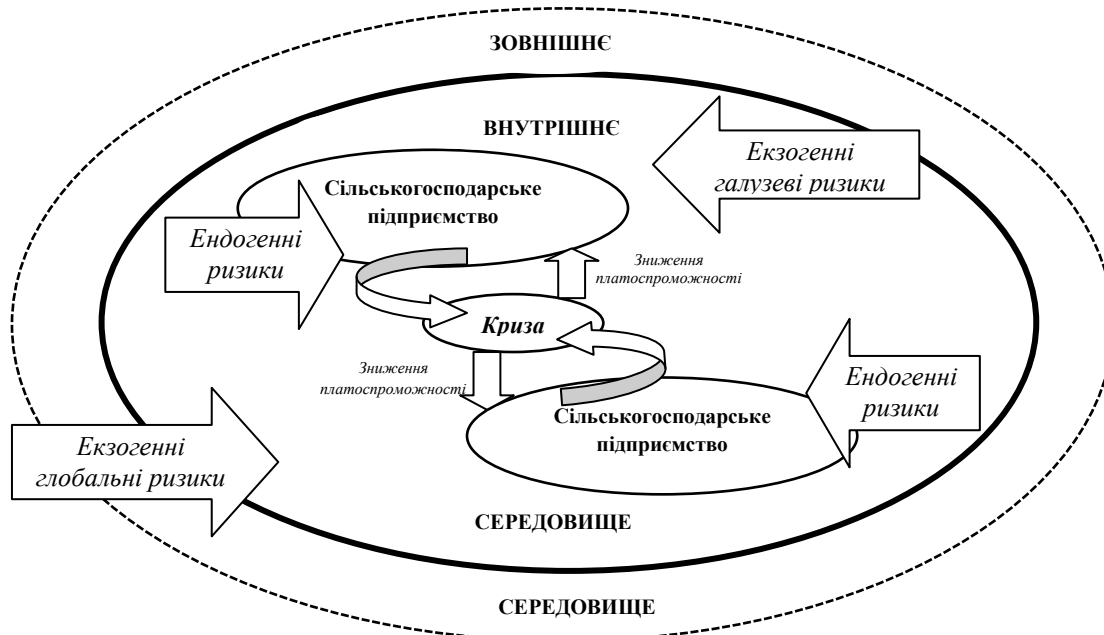 ЗОВНІШНЄ
ВНУТРІШНЄ
Екзогенні
галузеві ризики
Сільськогосподарське
підприємство
Ендогенні
ризики
Зниження
платоспроможності
Криза
Зниження
платоспроможності
Ендогенні
ризики
Сільськогосподарське
підприємство
Екзогенні
глобальні ризики
СЕРЕДОВИЩЕ
СЕРЕДОВИЩЕ